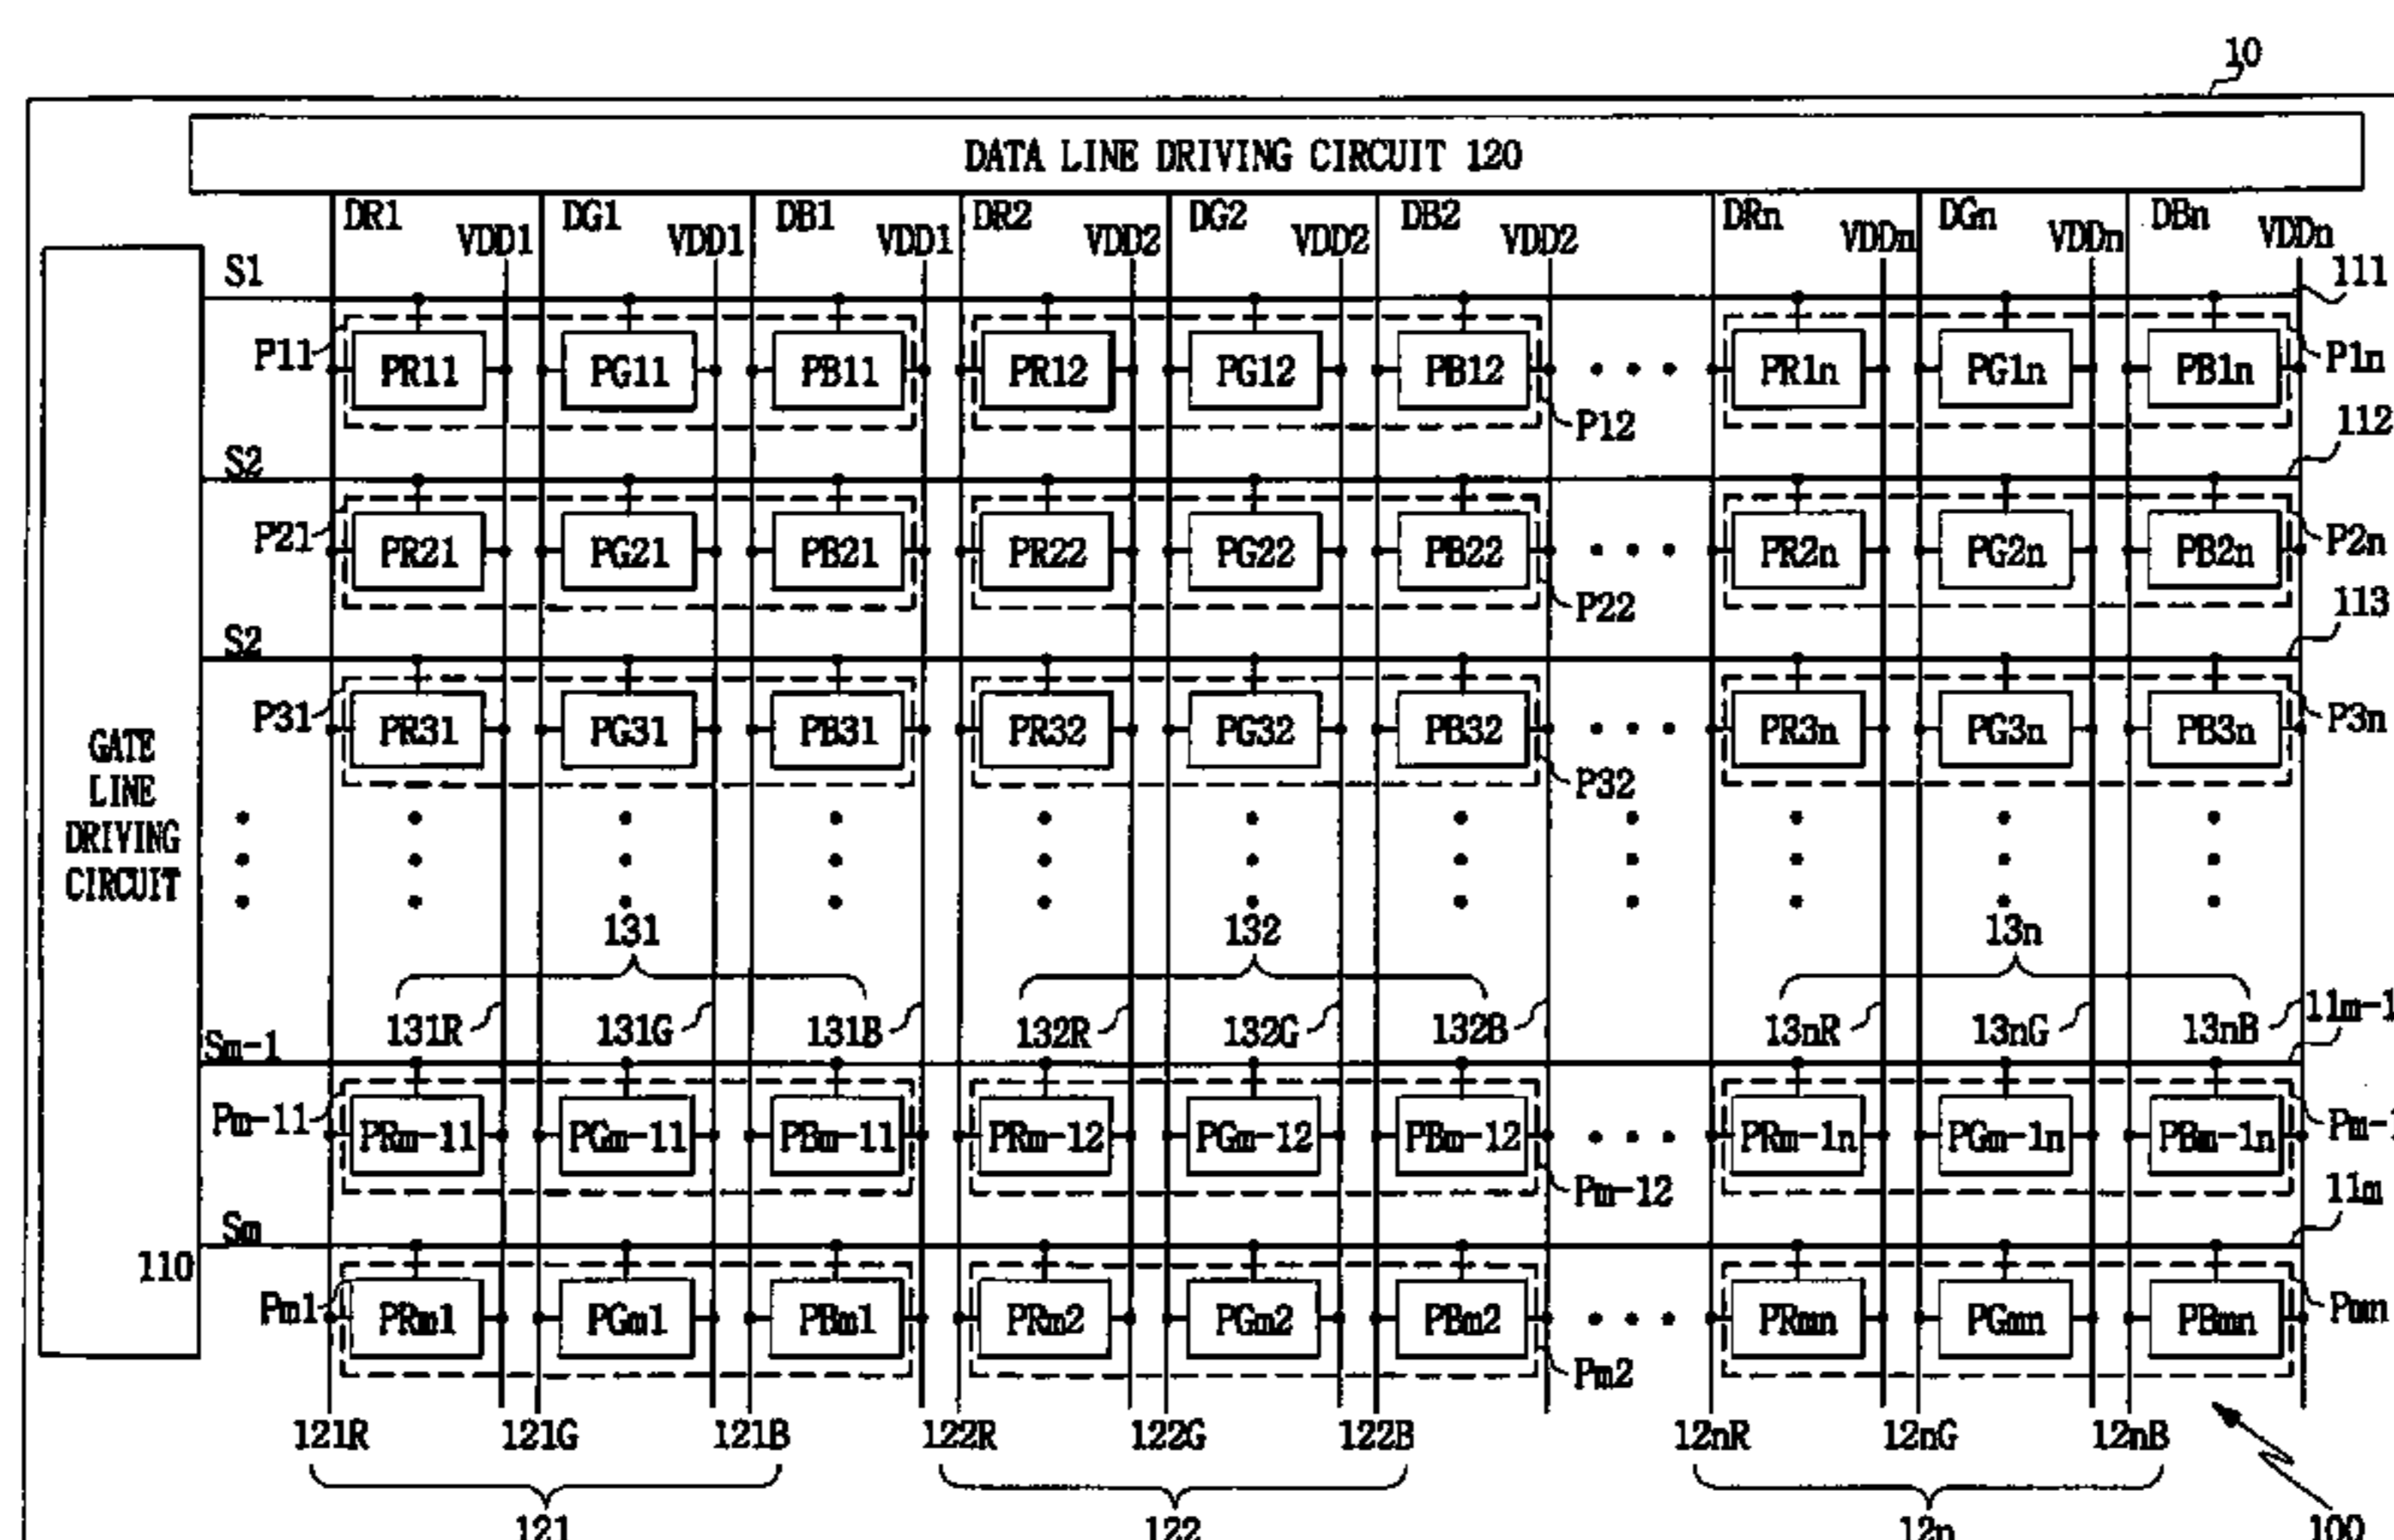 10
DATA LINE DRIVING CIRCUIT 120
DR1 VDD1 DG1 VDD1 DB1 VDD1 DR2 VDD2 DG2 VDD2 DB2 VDD2 DRn VDDn DGn VDDn DBn VDDn
S1 111
P11 PR11 PG11 PB11 PR12 PG12 PB12 PR1n PG1n PB1n P1n
P12
S2 112
P21 PR21 PG21 PB21 PR22 PG22 PB22 PR2n PG2n PB2n P2n
P22
S2 113
P31 PR31 PG31 PB31 PR32 PG32 PB32 PR3n PG3n PB3n P3n
P32
GATE
LINE
DRIVING
CIRCUIT
110
131 132 13n
131R 131G 131B 132R 132G 132B 13nR 13nG 13nB 11m-1
Sm-1
Pm-11 PRm-11 PGm-11 PBm-11 PRm-12 PGm-12 PBm-12 PRm-1n PGm-1n PBm-1n
Pm-12
Sm 11m
Pm1 PRm1 PGm1 PBm1 PRm2 PGm2 PBm2 PRmn PGmn PBmn Pmn
Pm2
121R 121G 121B 122R 122G 122B 12nR 12nG 12nB
121 122 12n 100